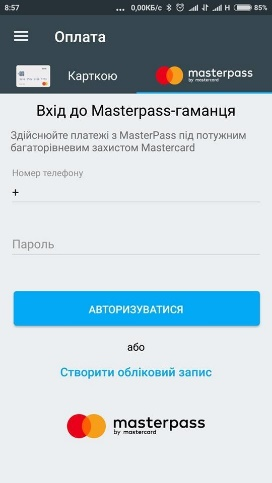 8:57 0,00КБ/с H 85%
Оплата
Карткою masterpass
by mastercard
Вхід до Masterpass-гаманця
Здійснюйте платежі з MasterPass під потужним
багаторівневим захистом Mastercard
Номер телефону
+
Пароль
АВТОРИЗУВАТИСЯ
або
Створити обліковий запис
masterpass
by mastercard